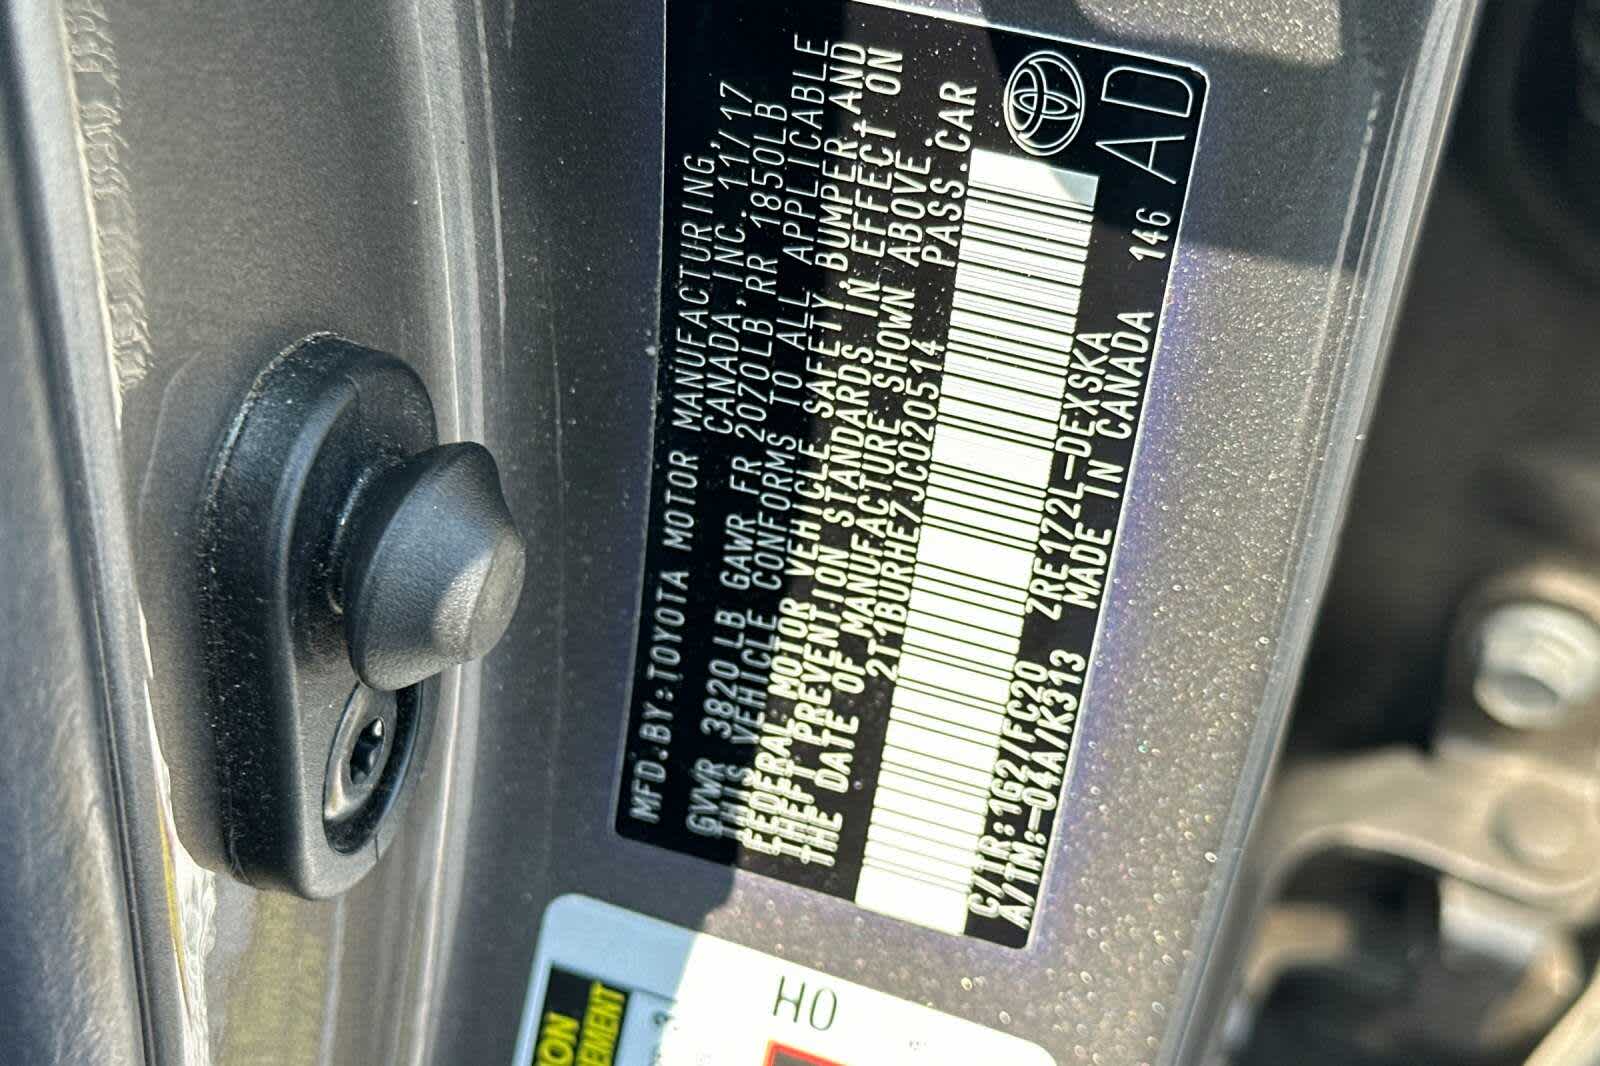 MFD.BY:TOYOTA MOTOR MANUFACTURING,
CANADA,INC. 11/17
GVWR 3820 LB GAWR FR 2070LB RR 1850LB
THIS VEHICLE CONFORMS TO ALL APPLICABLE
FEDERAL MOTOR VEHICLE SAFETY BUMPER AND
THEFT PREVENTION STANDARDS IN EFFECT ON
THE DATE OF MANUFACTURE SHOWN ABOVE.
2T1BURHE7JC020514 PASS.CAR
C/TR:1G2/FC20 ZRE172L-DEXSKA
A/TM:-04A/K313 MADE IN CANADA 146
AD
HO